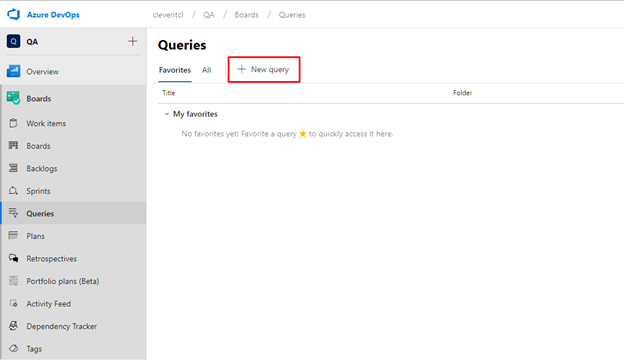 Azure DevOps
cleveritcl / QA / Boards / Queries
Q QA +
Overview
Boards
Work items
Boards
Backlogs
Sprints
Queries
Plans
Retrospectives
Portfolio plans (Beta)
Activity Feed
Dependency Tracker
Tags
Queries
Favorites All + New query
Title Folder
My favorites
No favorites yet! Favorite a query ★ to quickly access it here.